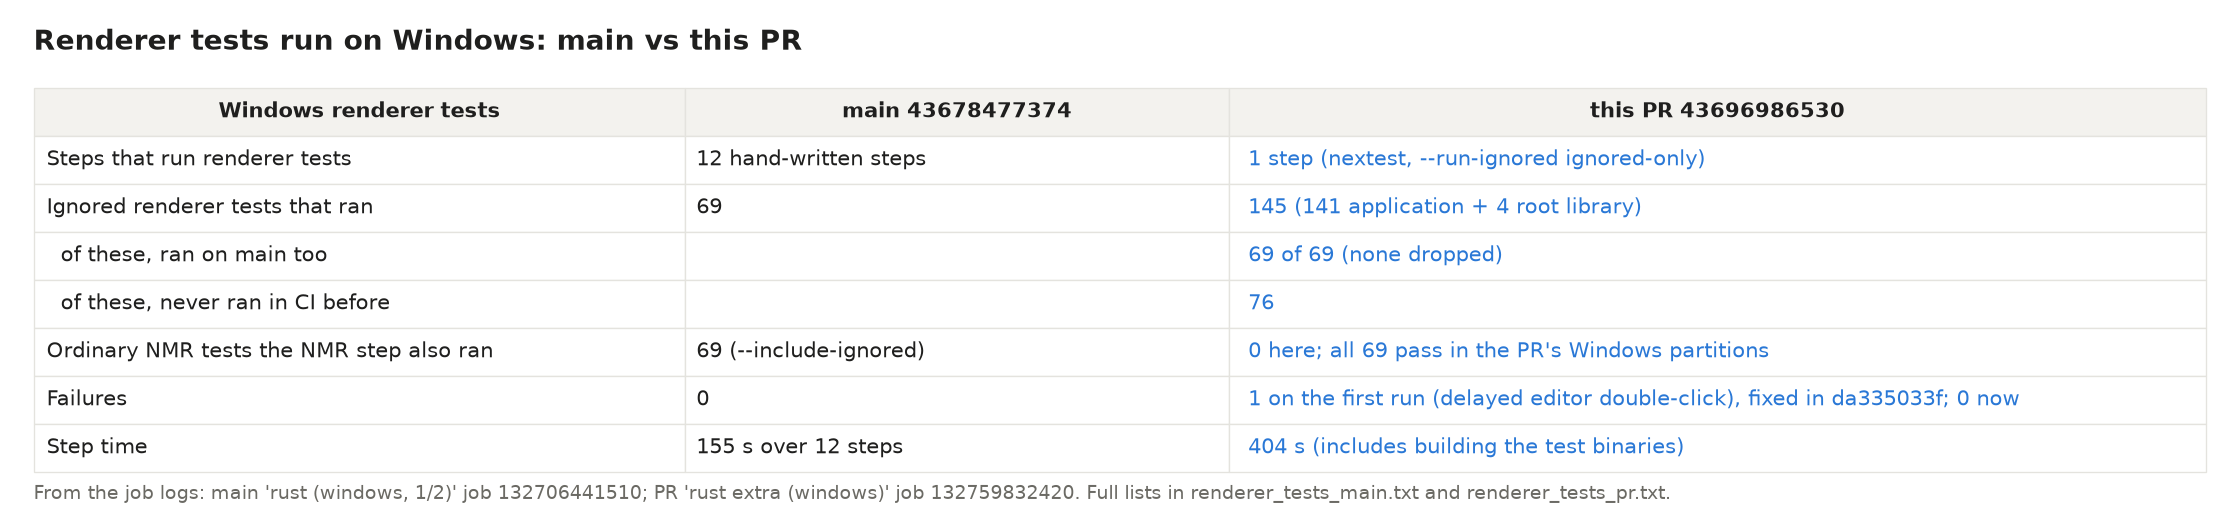 Renderer tests run on Windows: main vs this PR
Windows renderer tests main 43678477374 this PR 43696986530
Steps that run renderer tests 12 hand-written steps 1 step (nextest, --run-ignored ignored-only)
Ignored renderer tests that ran 69 145 (141 application + 4 root library)
of these, ran on main too 69 of 69 (none dropped)
of these, never ran in CI before 76
Ordinary NMR tests the NMR step also ran 69 (--include-ignored) 0 here; all 69 pass in the PR's Windows partitions
Failures 0 1 on the first run (delayed editor double-click), fixed in da335033f; 0 now
Step time 155 s over 12 steps 404 s (includes building the test binaries)
From the job logs: main 'rust (windows, 1/2)' job 132706441510; PR 'rust extra (windows)' job 132759832420. Full lists in renderer_tests_main.txt and renderer_tests_pr.txt.